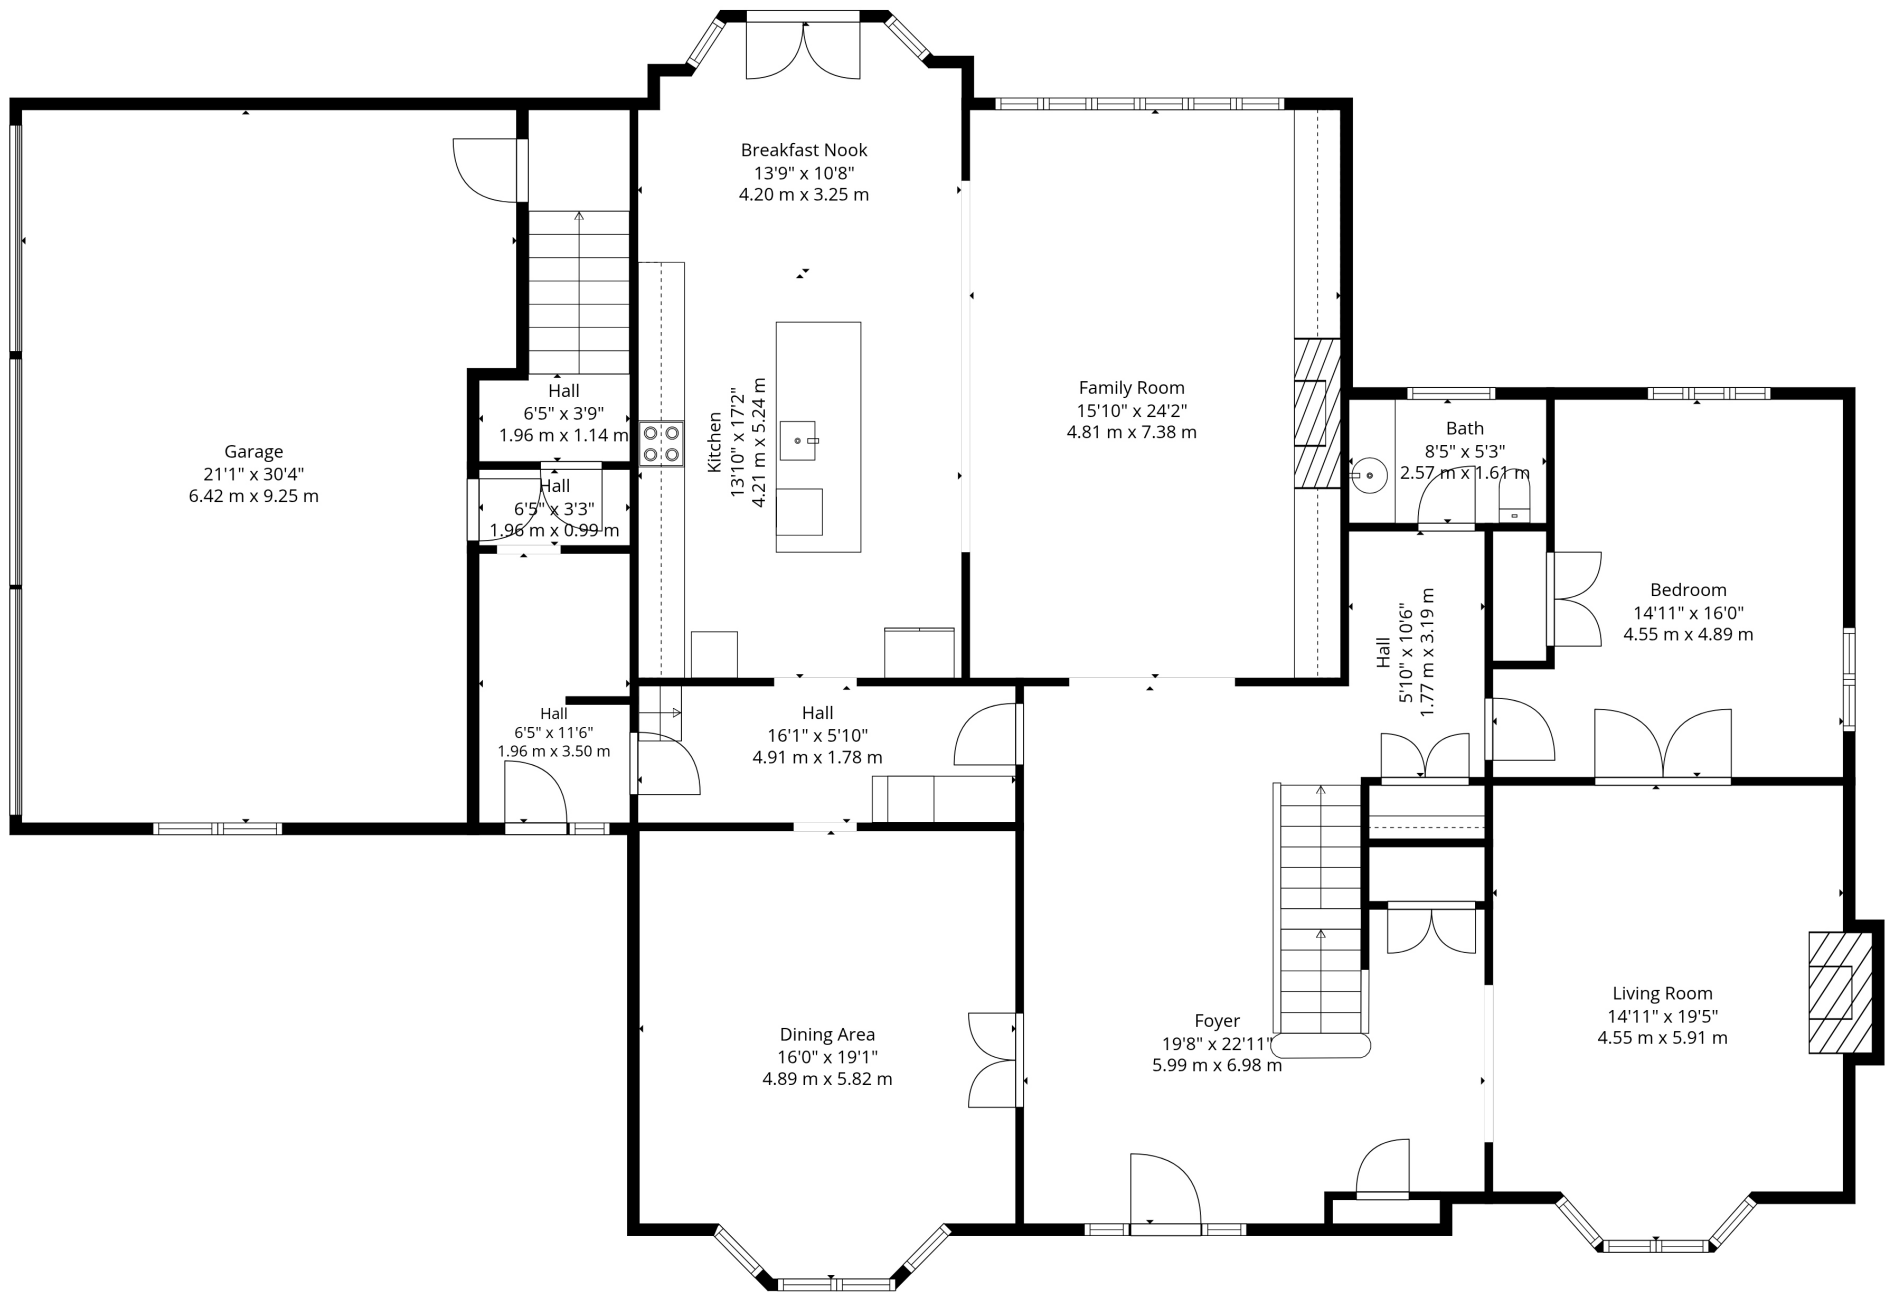 Breakfast Nook
13'9" x 10'8"
4.20 m x 3.25 m
Hall
6'5" x 3'9"
1.96 m x 1.14 m
Family Room
15'10" x 24'2"
4.81 m x 7.38 m
Kitchen
13'10" x 17'2"
4.21 m x 5.24 m
Garage
21'1" x 30'4"
6.42 m x 9.25 m
Bath
8'5" x 5'3"
2.57 m x 1.61 m
Hall
6'5" x 3'3"
1.96 m x 0.99 m
Bedroom
14'11" x 16'0"
4.55 m x 4.89 m
Hall
5'10" x 10'6"
1.77 m x 3.19 m
Hall
6'5" x 11'6"
1.96 m x 3.50 m
Hall
16'1" x 5'10"
4.91 m x 1.78 m
Living Room
14'11" x 19'5"
4.55 m x 5.91 m
Foyer
19'8" x 22'11"
5.99 m x 6.98 m
Dining Area
16'0" x 19'1"
4.89 m x 5.82 m